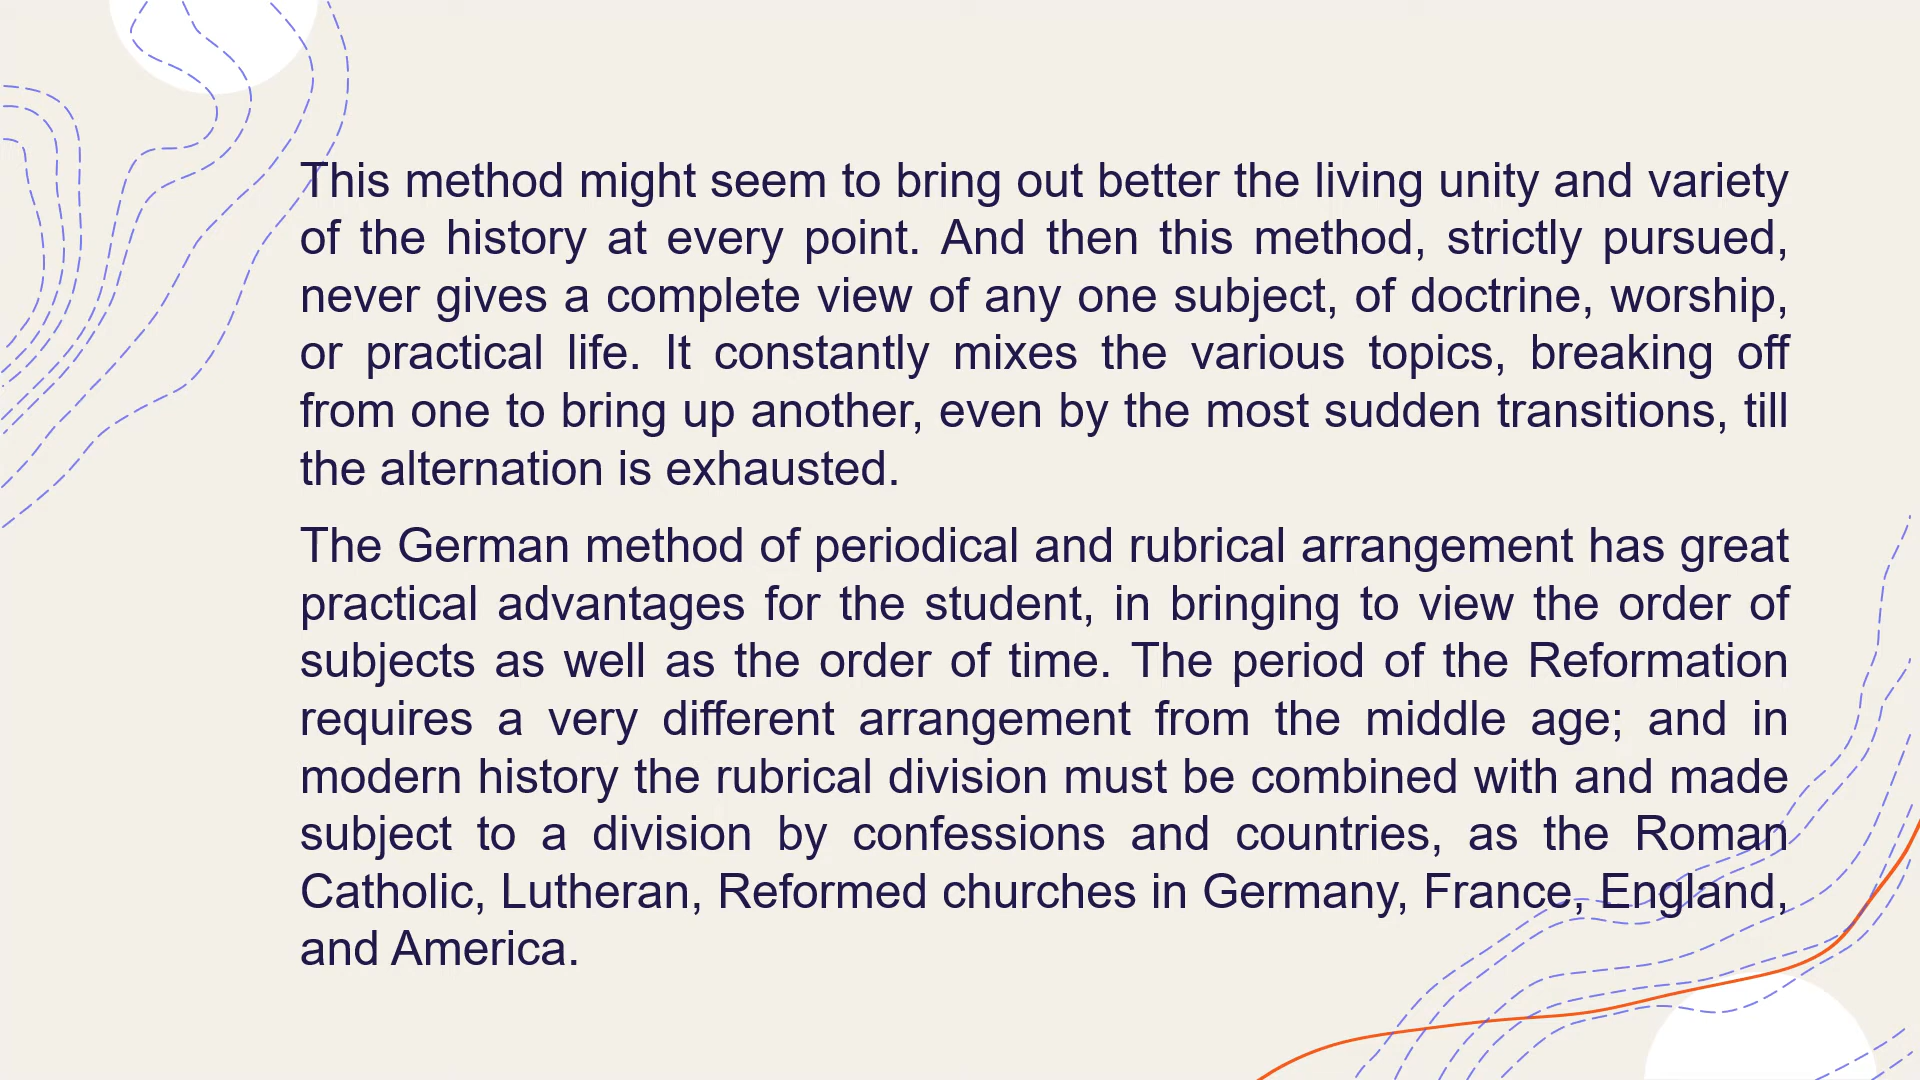 This method might seem to bring out better the living unity and variety
of the history at every point. And then this method, strictly pursued,
never gives a complete view of any one subject, of doctrine, worship,
or practical life. It constantly mixes the various topics, breaking off
from one to bring up another, even by the most sudden transitions, till
the alternation is exhausted.
The German method of periodical and rubrical arrangement has great
practical advantages for the student, in bringing to view the order of
subjects as well as the order of time. The period of the Reformation
requires a very different arrangement from the middle age; and in
modern history the rubrical division must be combined with and made
subject to a division by confessions and countries, as the Roman
Catholic, Lutheran, Reformed churches in Germany, France, England,
and America.